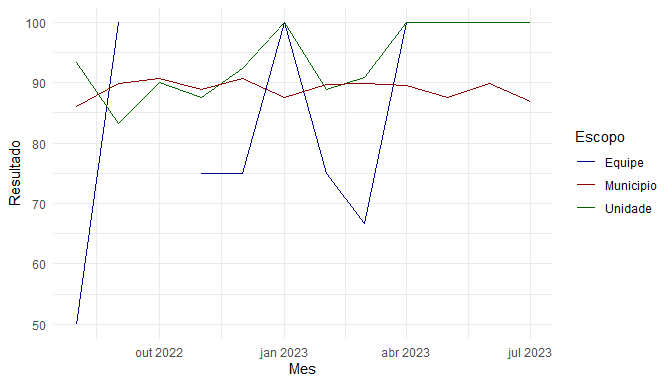 100
90
80
70
60
50
Resultado
out 2022
jan 2023
abr 2023
jul 2023
Mes
Escopo
Equipe
Municipio
Unidade